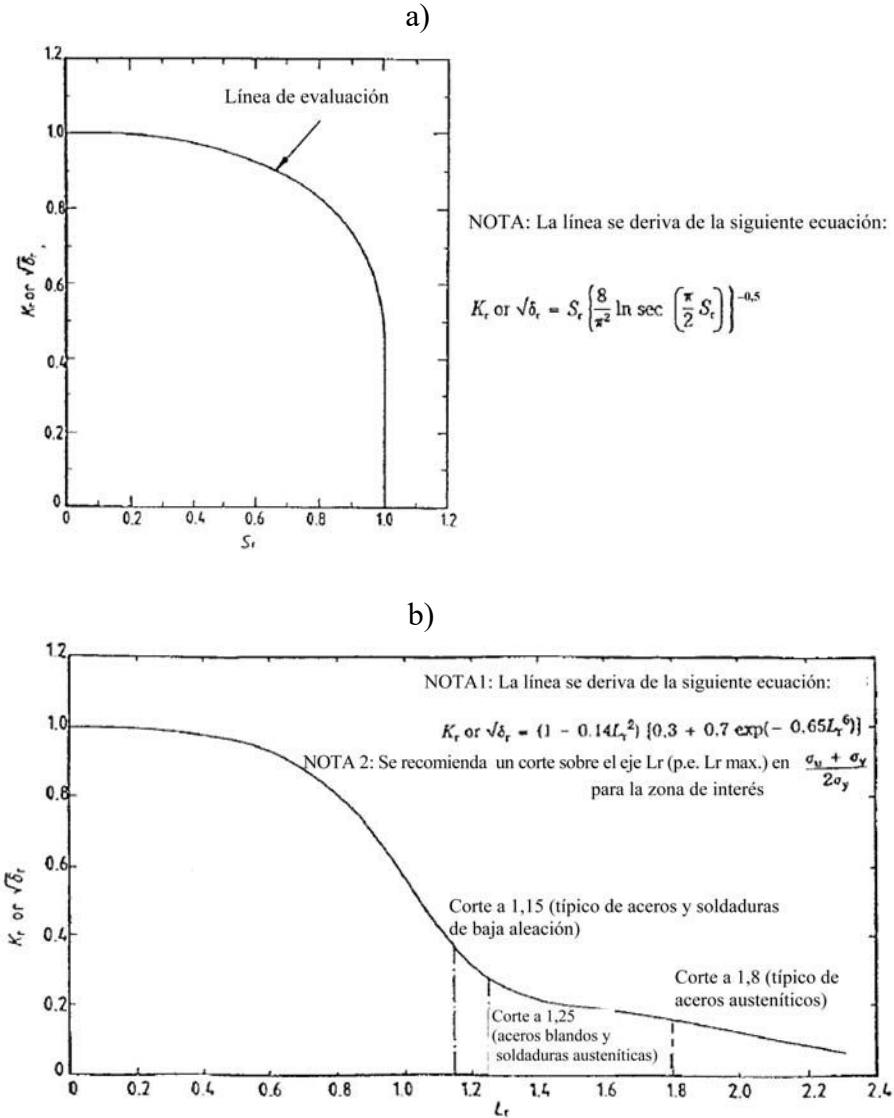 a)
1.2
Línea de evaluación
1.0
0.8
0.6
0.4
0.2
0
Kr or √δr
0 0.2 0.4 0.6 0.8 1.0 1.2
Sr
NOTA: La línea se deriva de la siguiente ecuación:
Kr or √δr = Sr {8/π² ln sec (π/2 Sr)}^-0,5
b)
1.2
1.0
0.8
0.6
0.4
0.2
0
Kr or √δr
NOTA1: La línea se deriva de la siguiente ecuación:
Kr or √δr = (1 - 0.14Lr²) {0.3 + 0.7 exp(- 0.65Lr⁶)}
NOTA 2: Se recomienda un corte sobre el eje Lr (p.e. Lr max.) en (σu + σy)/2σy
para la zona de interés
Corte a 1,15 (típico de aceros y soldaduras
de baja aleación)
Corte a 1,8 (típico de
aceros austeníticos)
Corte a 1,25
(aceros blandos y
soldaduras austeníticas)
0 0.2 0.4 0.6 0.8 1.0 1.2 1.4 1.6 1.8 2.0 2.2 2.4
Lr